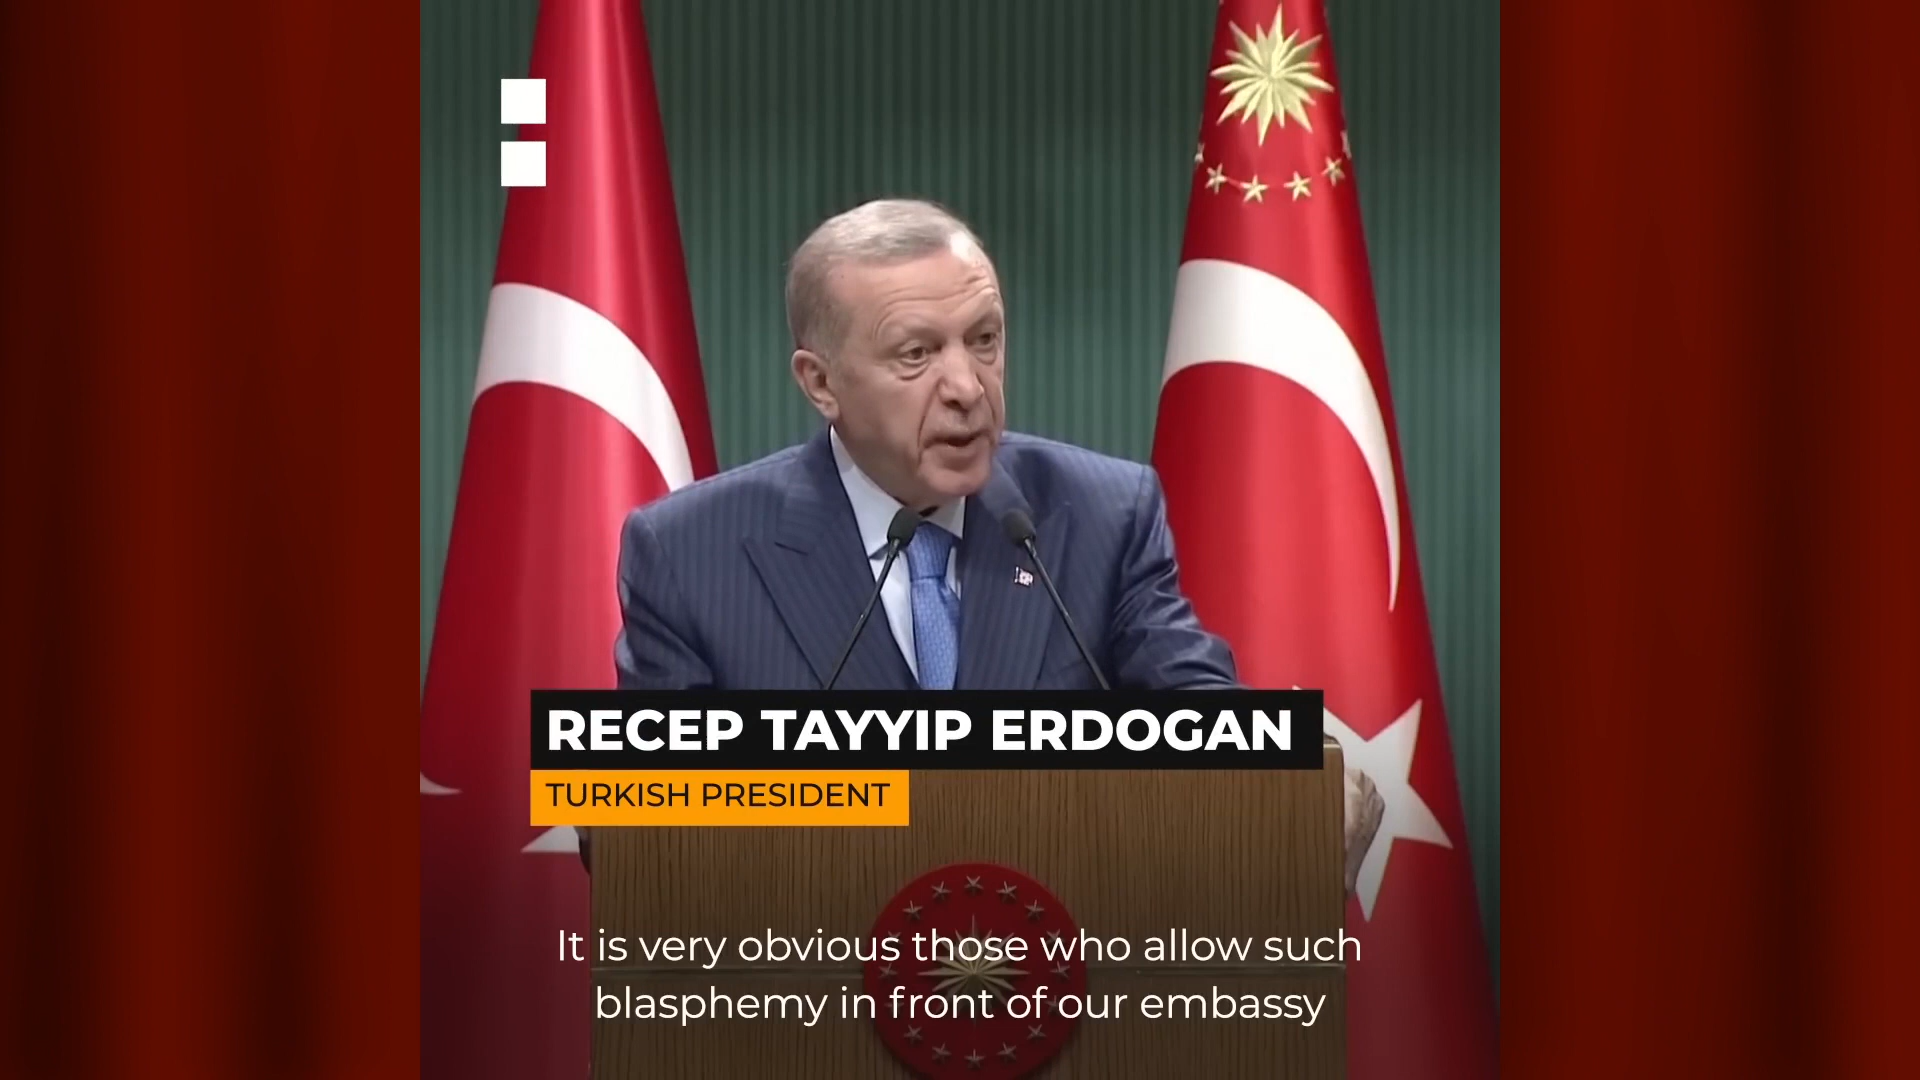 RECEP TAYYIP ERDOGAN
TURKISH PRESIDENT
It is very obvious those who allow such
blasphemy in front of our embassy